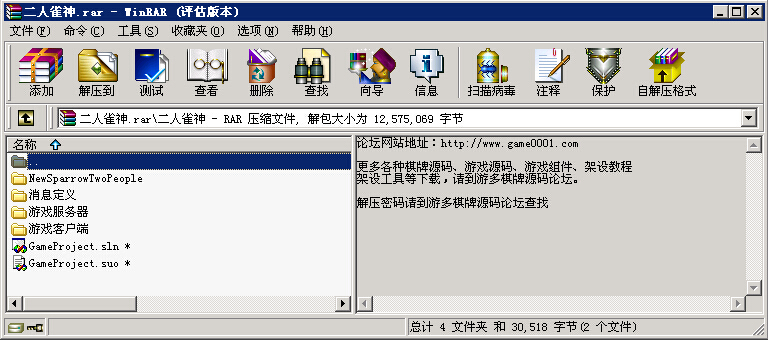 二人雀神.rar - WinRAR (评估版本)
文件(F) 命令(C) 工具(S) 收藏夹(O) 选项(N) 帮助(H)
添加 解压到 测试 查看 删除 查找 向导 信息 扫描病毒 注释 保护 自解压格式
二人雀神.rar\二人雀神 - RAR 压缩文件, 解包大小为 12,575,069 字节
名称
..
NewSparrowTwoPeople
消息定义
游戏服务器
游戏客户端
GameProject.sln *
GameProject.suo *
论坛网站地址：http://www.game0001.com
更多各种棋牌源码、游戏源码、游戏组件、架设教程
架设工具等下载，请到游多棋牌源码论坛。
解压密码请到游多棋牌源码论坛查找
总计 4 文件夹 和 30,518 字节(2 个文件)